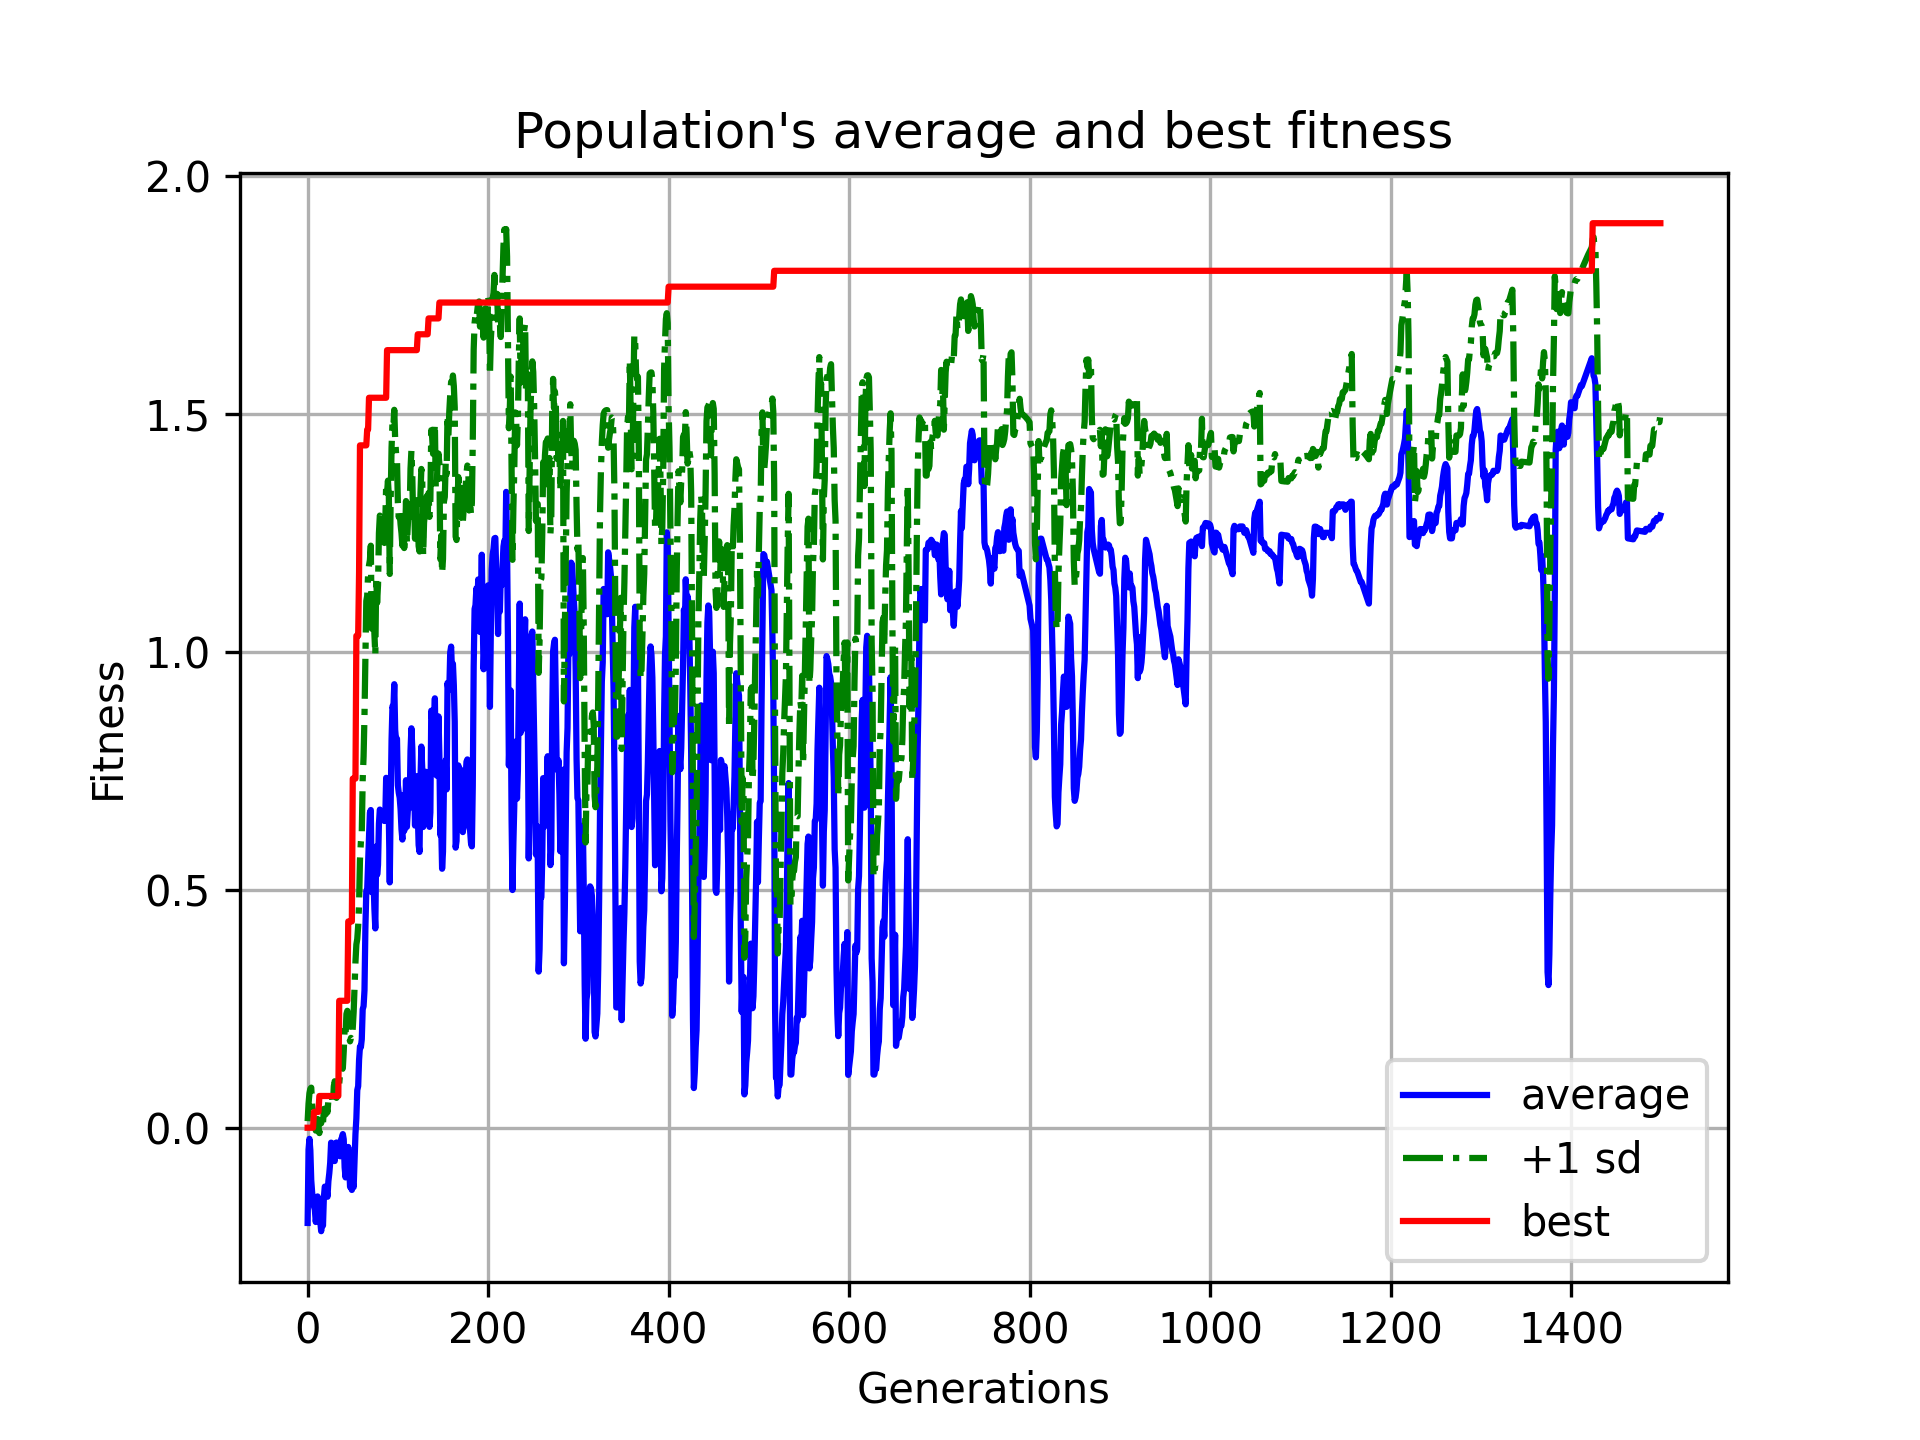 Population's average and best fitness
Fitness
2.0
1.5
1.0
0.5
0.0
0 200 400 600 800 1000 1200 1400
Generations
average
+1 sd
best